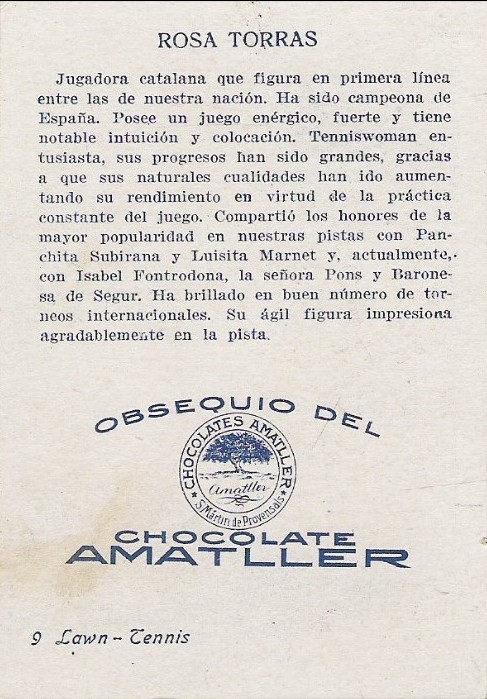 ROSA TORRAS
Jugadora catalana que figura en primera línea
entre las de nuestra nación. Ha sido campeona de
España. Posee un juego enérgico, fuerte y tiene
notable intuición y colocación. Tenniswoman en-
tusiasta, sus progresos han sido grandes, gracias
a que sus naturales cualidades han ido aumen-
tando su rendimiento en virtud de la práctica
constante del juego. Compartió los honores de la
mayor popularidad en nuestras pistas con Pan-
chita Subirana y Luisita Marnet y, actualmente,
con Isabel Fontrodona, la señora Pons y Barone-
sa de Segur. Ha brillado en buen número de tor-
neos internacionales. Su ágil figura impresiona
agradablemente en la pista.
OBSEQUIO DEL
CHOCOLATES AMATLLER
Amatller
S. Martin de Provensals
CHOCOLATE
AMATLLER
9 Lawn - Tennis